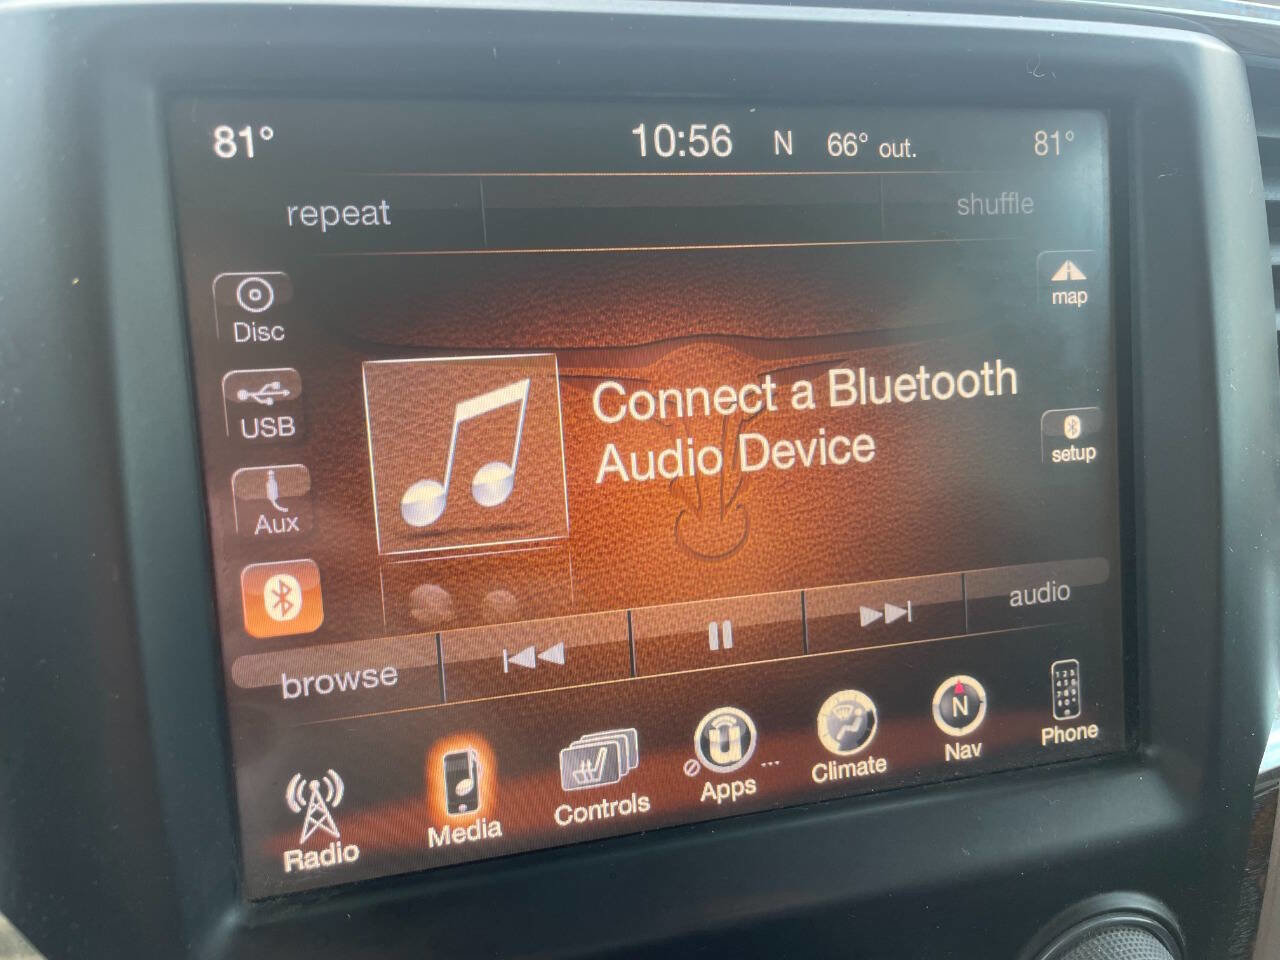 81° 10:56 N 66° out. 81°
repeat shuffle
Disc
map
USB
Connect a Bluetooth
Audio Device
setup
Aux
browse audio
Radio Media Controls Apps Climate Nav Phone
N